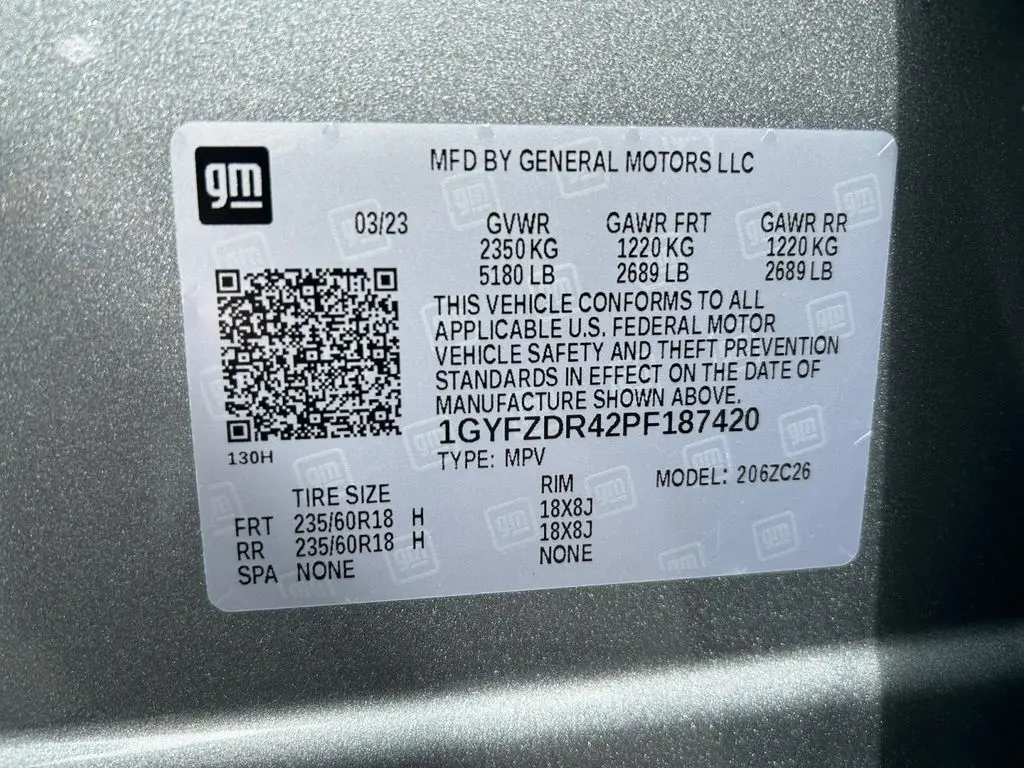 gm
MFD BY GENERAL MOTORS LLC
03/23 GVWR GAWR FRT GAWR RR
2350 KG 1220 KG 1220 KG
5180 LB 2689 LB 2689 LB
THIS VEHICLE CONFORMS TO ALL
APPLICABLE U.S. FEDERAL MOTOR
VEHICLE SAFETY AND THEFT PREVENTION
STANDARDS IN EFFECT ON THE DATE OF
MANUFACTURE SHOWN ABOVE.
1GYFZDR42PF187420
130H
TYPE: MPV MODEL: 206ZC26
TIRE SIZE RIM
FRT 235/60R18 H 18X8J
RR 235/60R18 H 18X8J
SPA NONE NONE